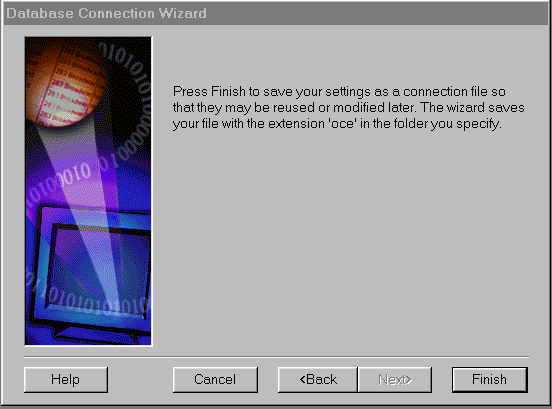 Database Connection Wizard
Press Finish to save your settings as a connection file so
that they may be reused or modified later. The wizard saves
your file with the extension 'oce' in the folder you specify.
Help
Cancel
<Back
Next>
Finish